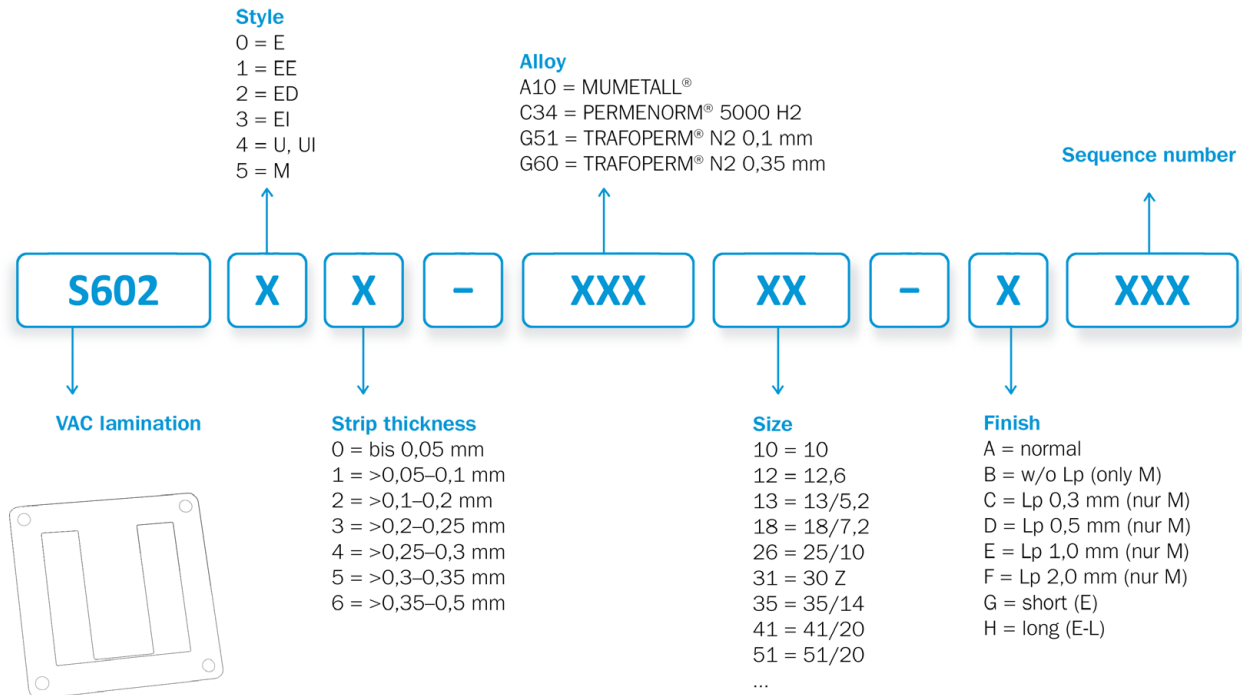 Style
0 = E
1 = EE
2 = ED
3 = EI
4 = U, UI
5 = M
Alloy
A10 = MUMETALL®
C34 = PERMENORM® 5000 H2
G51 = TRAFOPERM® N2 0,1 mm
G60 = TRAFOPERM® N2 0,35 mm
Sequence number
S602 X X – XXX XX – X XXX
VAC lamination
Strip thickness
0 = bis 0,05 mm
1 = >0,05–0,1 mm
2 = >0,1–0,2 mm
3 = >0,2–0,25 mm
4 = >0,25–0,3 mm
5 = >0,3–0,35 mm
6 = >0,35–0,5 mm
Size
10 = 10
12 = 12,6
13 = 13/5,2
18 = 18/7,2
26 = 25/10
31 = 30 Z
35 = 35/14
41 = 41/20
51 = 51/20
...
Finish
A = normal
B = w/o Lp (only M)
C = Lp 0,3 mm (nur M)
D = Lp 0,5 mm (nur M)
E = Lp 1,0 mm (nur M)
F = Lp 2,0 mm (nur M)
G = short (E)
H = long (E-L)